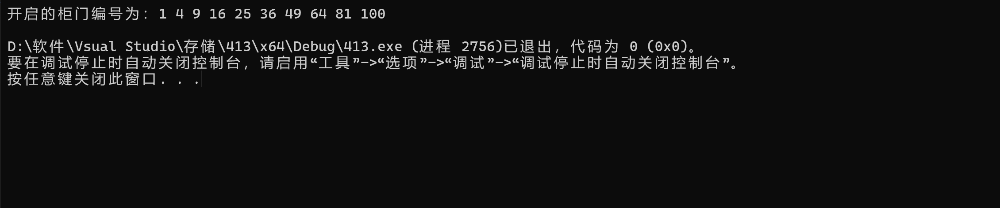 开启的柜门编号为: 1 4 9 16 25 36 49 64 81 100
D:\软件\Vsual Studio\存储\413\x64\Debug\413.exe (进程 2756)已退出，代码为 0 (0x0)。
要在调试停止时自动关闭控制台，请启用“工具”->“选项”->“调试”->“调试停止时自动关闭控制台”。
按任意键关闭此窗口. . .